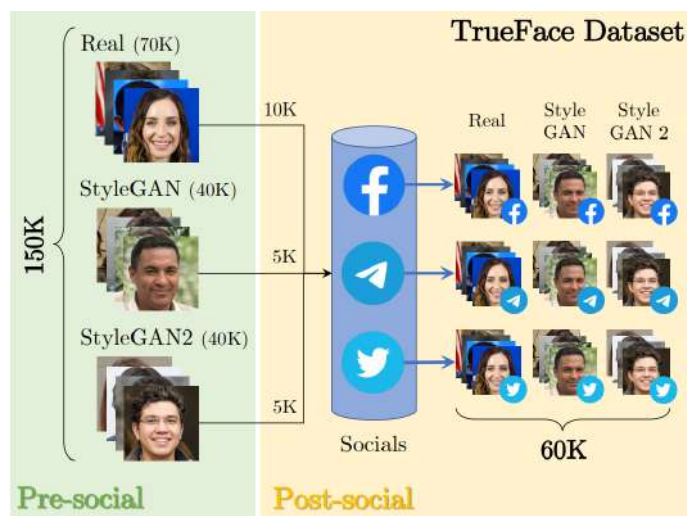 TrueFace Dataset
Real (70K)
10K
Real
Style
GAN
Style
GAN 2
StyleGAN (40K)
150K
5K
StyleGAN2 (40K)
5K
Socials
60K
Pre-social
Post-social